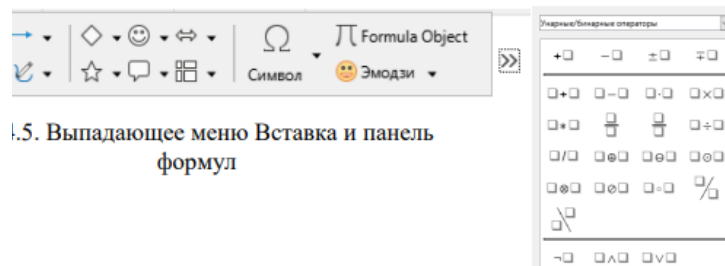 Formula Object
Символ
Эмодзи
.5. Выпадающее меню Вставка и панель
формул
Унарные/бинарные операторы
+□ −□ ±□ ∓□
□+□ □−□ □·□ □×□
□∗□ □/□ □/□ □÷□
□/□ □⊕□ □⊖□ □⊙□
□⊗□ □⊘□ □∘□ □/□
□\□
¬□ □∧□ □∨□